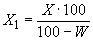 X₁ = X·100 / 100 − W